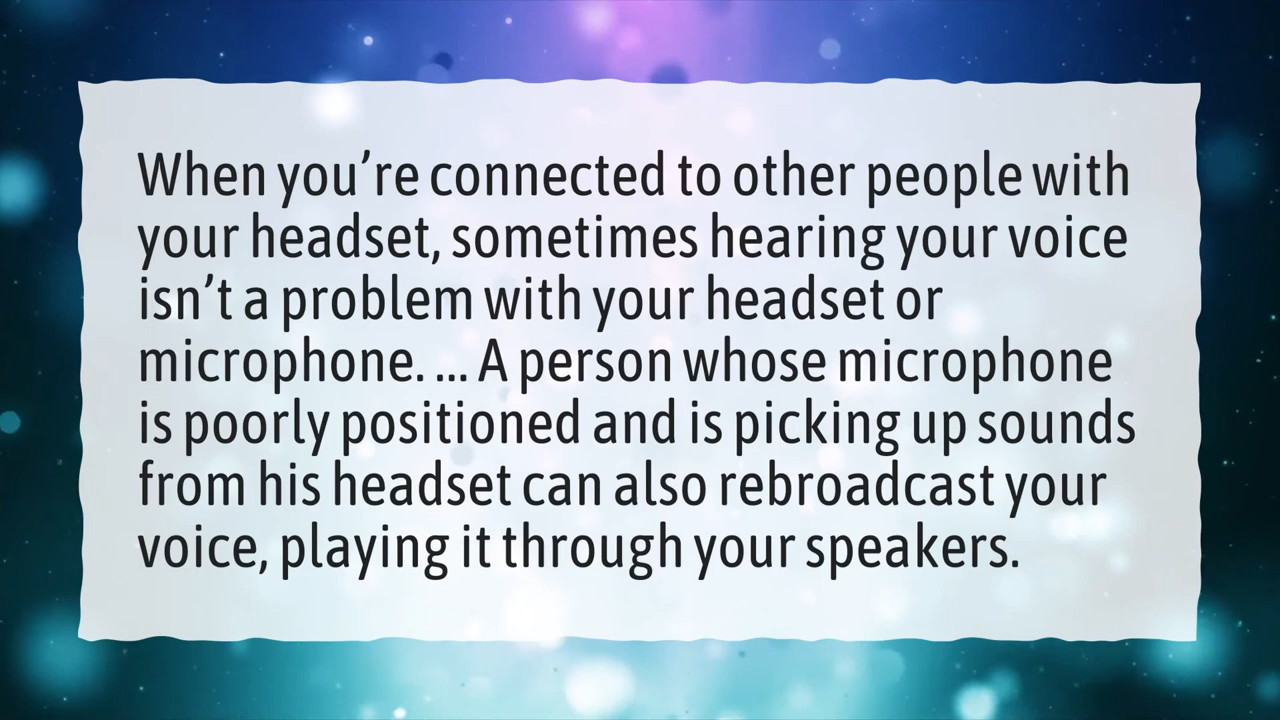 When you’re connected to other people with
your headset, sometimes hearing your voice
isn’t a problem with your headset or
microphone. ... A person whose microphone
is poorly positioned and is picking up sounds
from his headset can also rebroadcast your
voice, playing it through your speakers.